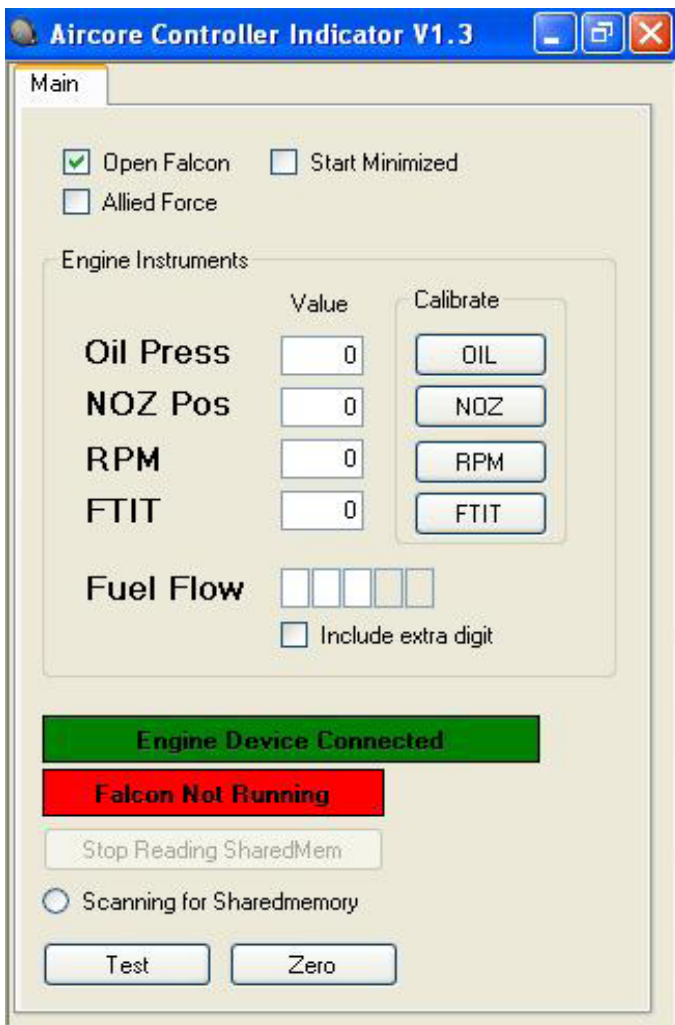 Aircore Controller Indicator V1.3
Main
Open Falcon Start Minimized
Allied Force
Engine Instruments
Value Calibrate
Oil Press 0 OIL
NOZ Pos 0 NOZ
RPM 0 RPM
FTIT 0 FTIT
Fuel Flow
Include extra digit
Engine Device Connected
Falcon Not Running
Stop Reading SharedMem
Scanning for Sharedmemory
Test Zero